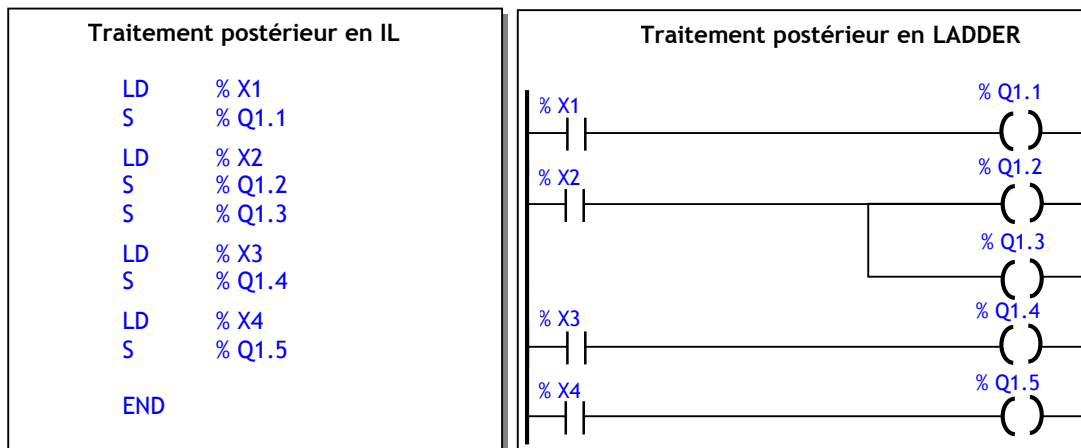 Traitement postérieur en IL
LD % X1
S % Q1.1
LD % X2
S % Q1.2
S % Q1.3
LD % X3
S % Q1.4
LD % X4
S % Q1.5
END
Traitement postérieur en LADDER
% X1 % Q1.1
% X2 % Q1.2
% Q1.3
% X3 % Q1.4
% X4 % Q1.5